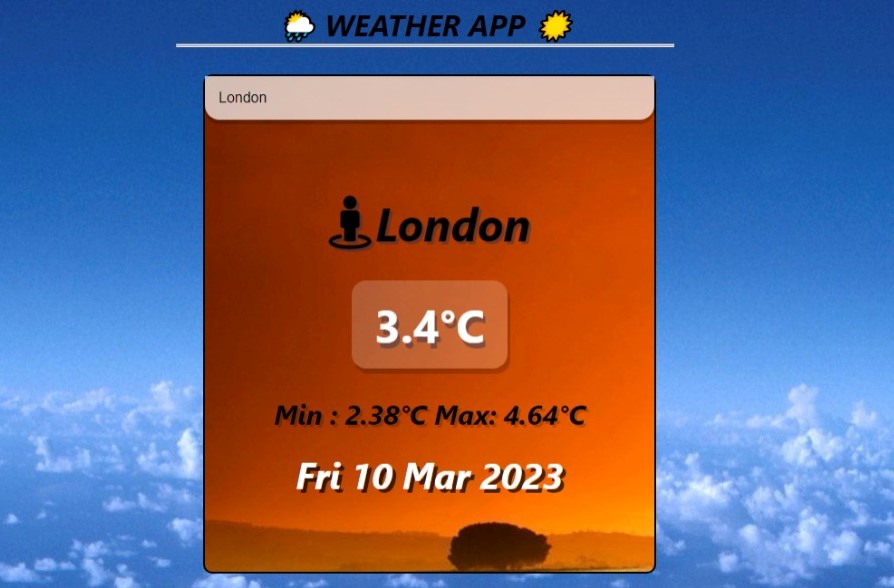 WEATHER APP
London
London
3.4°C
Min : 2.38°C Max: 4.64°C
Fri 10 Mar 2023